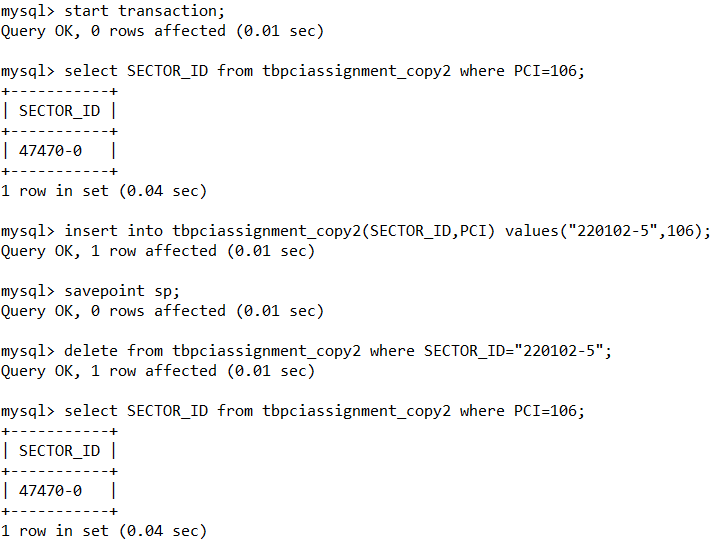 mysql> start transaction;
Query OK, 0 rows affected (0.01 sec)
mysql> select SECTOR_ID from tbpciassignment_copy2 where PCI=106;
+-----------+
| SECTOR_ID |
+-----------+
| 47470-0   |
+-----------+
1 row in set (0.04 sec)
mysql> insert into tbpciassignment_copy2(SECTOR_ID,PCI) values("220102-5",106);
Query OK, 1 row affected (0.01 sec)
mysql> savepoint sp;
Query OK, 0 rows affected (0.01 sec)
mysql> delete from tbpciassignment_copy2 where SECTOR_ID="220102-5";
Query OK, 1 row affected (0.01 sec)
mysql> select SECTOR_ID from tbpciassignment_copy2 where PCI=106;
+-----------+
| SECTOR_ID |
+-----------+
| 47470-0   |
+-----------+
1 row in set (0.04 sec)